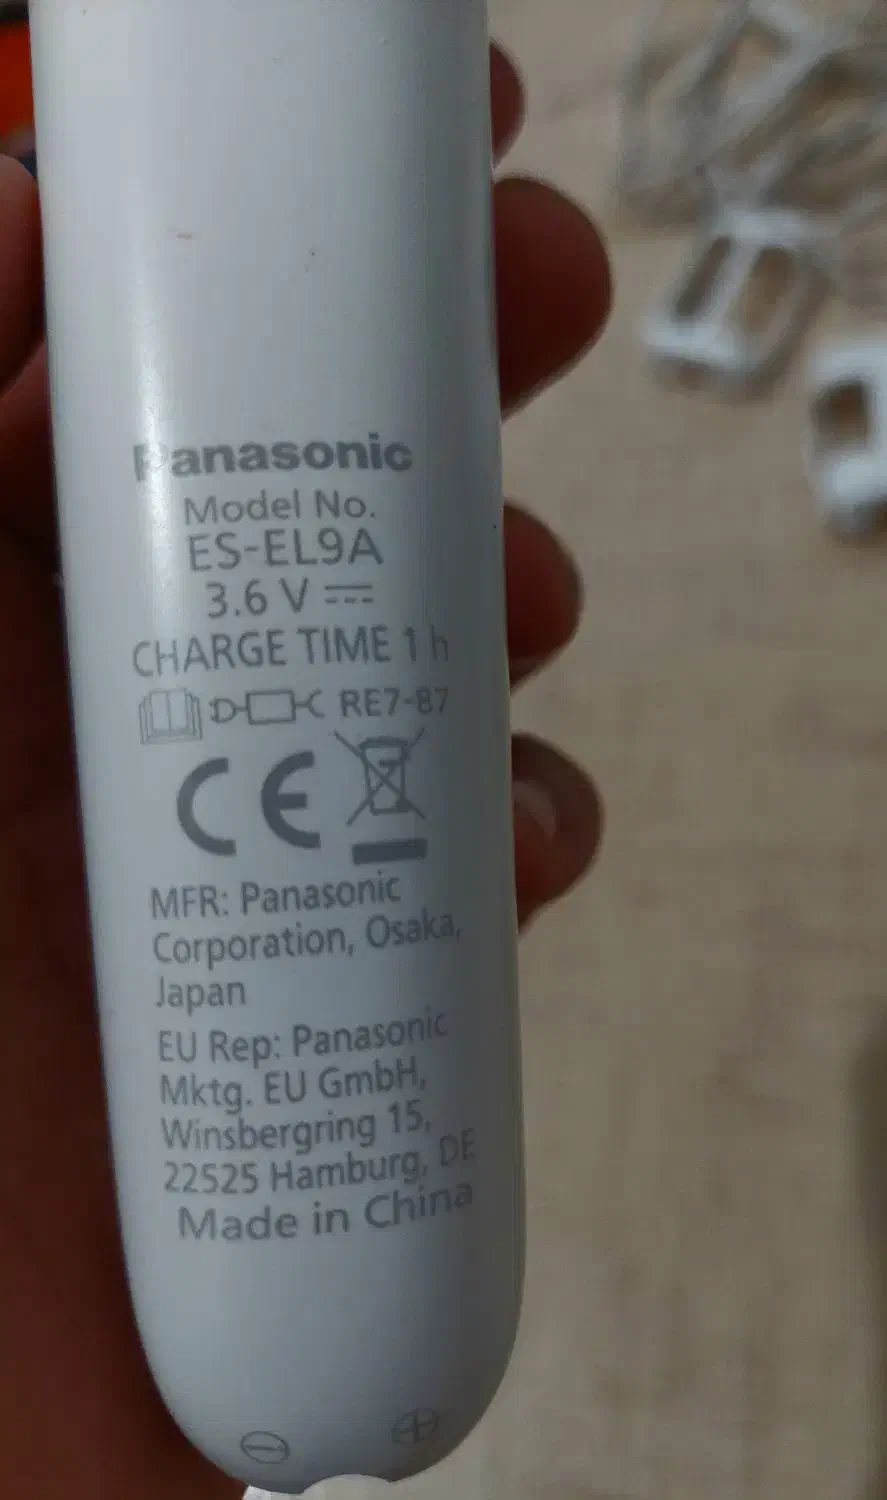 Panasonic
Model No.
ES-EL9A
3.6 V
CHARGE TIME 1 h
RE7-87
CE
MFR: Panasonic
Corporation, Osaka,
Japan
EU Rep: Panasonic
Mktg. EU GmbH,
Winsbergring 15,
22525 Hamburg, DE
Made in China